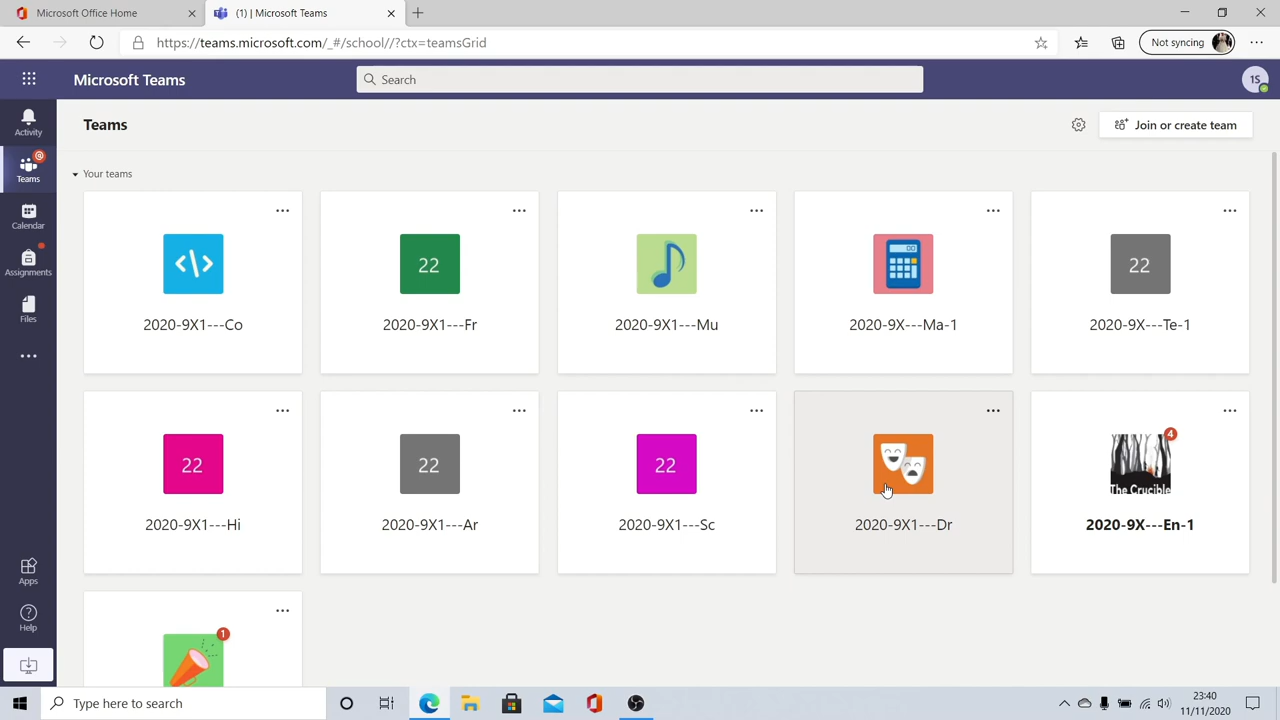 Microsoft Office Home
(1) | Microsoft Teams
https://teams.microsoft.com/_#/school//?ctx=teamsGrid
Not syncing
Microsoft Teams
Search
1S
Activity
Teams
Calendar
Assignments
Files
Apps
Help
Teams
Join or create team
Your teams
2020-9X1---Co
22
2020-9X1---Fr
2020-9X1---Mu
2020-9X---Ma-1
22
2020-9X---Te-1
22
2020-9X1---Hi
22
2020-9X1---Ar
22
2020-9X1---Sc
2020-9X1---Dr
4
The Crucible
2020-9X---En-1
1
Type here to search
23:40
11/11/2020